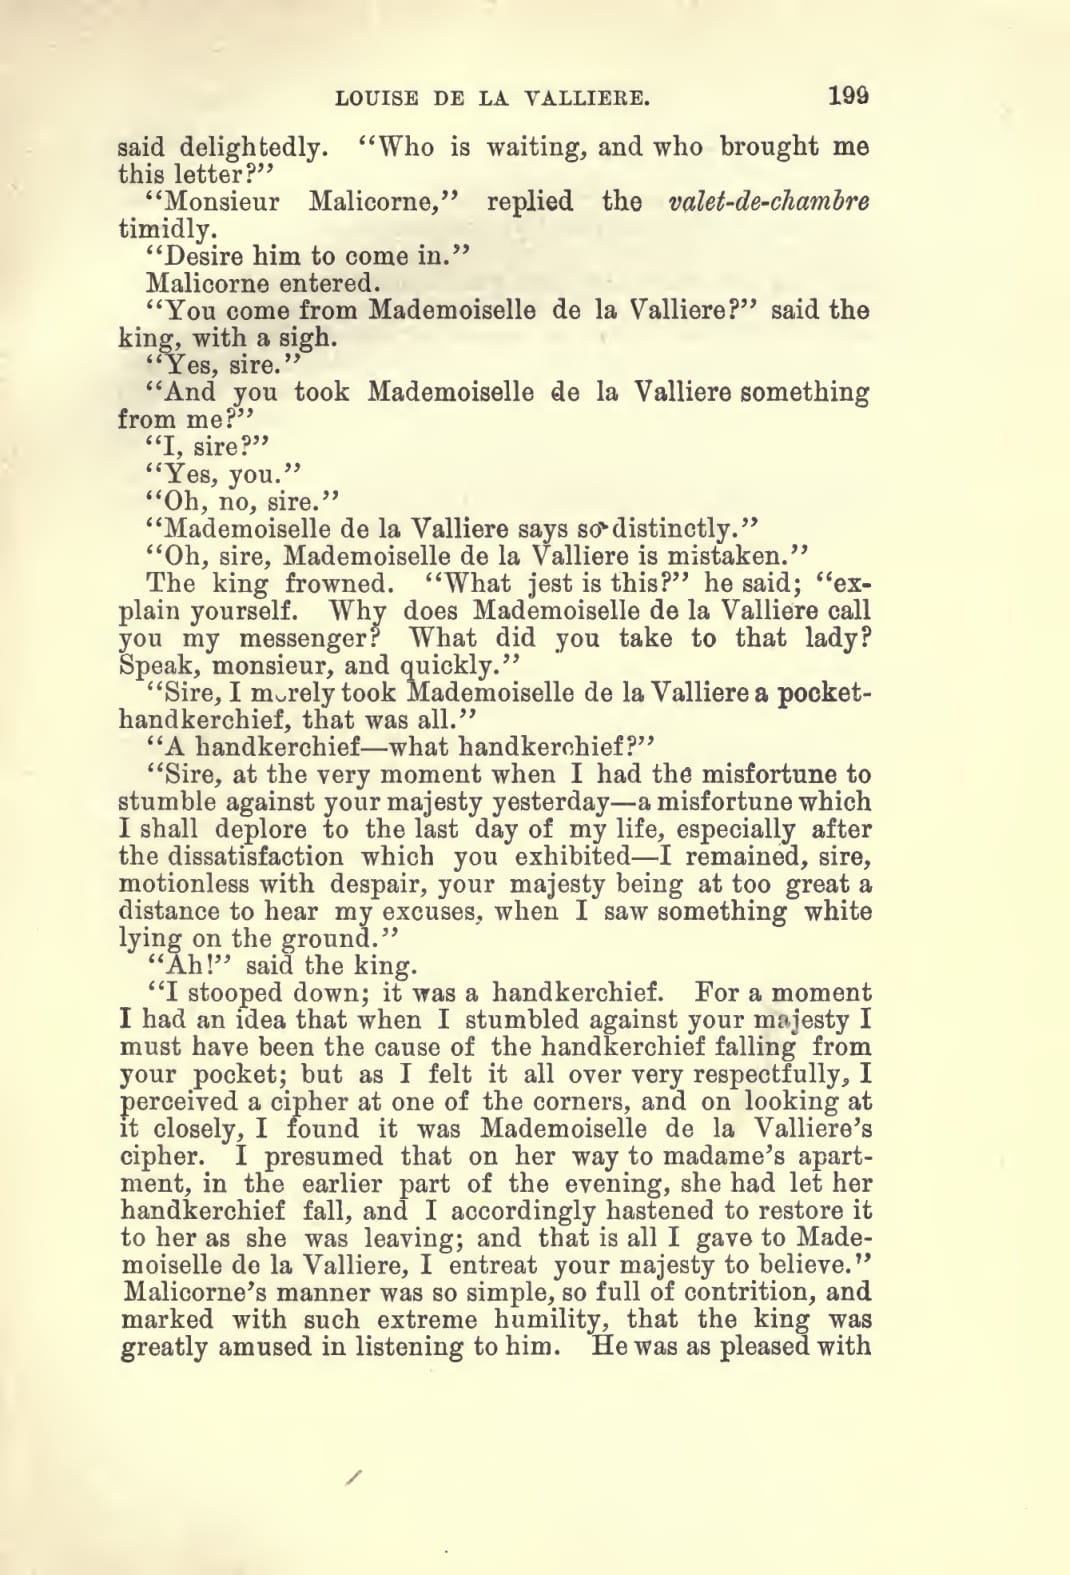 LOUISE DE LA VALLIERE. 199
said delightedly. “Who is waiting, and who brought me
this letter?”
“Monsieur Malicorne,” replied the valet-de-chambre
timidly.
“Desire him to come in.”
Malicorne entered.
“You come from Mademoiselle de la Valliere?” said the
king, with a sigh.
“Yes, sire.”
“And you took Mademoiselle de la Valliere something
from me?”
“I, sire?”
“Yes, you.”
“Oh, no, sire.”
“Mademoiselle de la Valliere says so distinctly.”
“Oh, sire, Mademoiselle de la Valliere is mistaken.”
The king frowned. “What jest is this?” he said; “ex-
plain yourself. Why does Mademoiselle de la Valliere call
you my messenger? What did you take to that lady?
Speak, monsieur, and quickly.”
“Sire, I merely took Mademoiselle de la Valliere a pocket-
handkerchief, that was all.”
“A handkerchief—what handkerchief?”
“Sire, at the very moment when I had the misfortune to
stumble against your majesty yesterday—a misfortune which
I shall deplore to the last day of my life, especially after
the dissatisfaction which you exhibited—I remained, sire,
motionless with despair, your majesty being at too great a
distance to hear my excuses, when I saw something white
lying on the ground.”
“Ah!” said the king.
“I stooped down; it was a handkerchief. For a moment
I had an idea that when I stumbled against your majesty I
must have been the cause of the handkerchief falling from
your pocket; but as I felt it all over very respectfully, I
perceived a cipher at one of the corners, and on looking at
it closely, I found it was Mademoiselle de la Valliere’s
cipher. I presumed that on her way to madame’s apart-
ment, in the earlier part of the evening, she had let her
handkerchief fall, and I accordingly hastened to restore it
to her as she was leaving; and that is all I gave to Made-
moiselle de la Valliere, I entreat your majesty to believe.”
Malicorne’s manner was so simple, so full of contrition, and
marked with such extreme humility, that the king was
greatly amused in listening to him. He was as pleased with